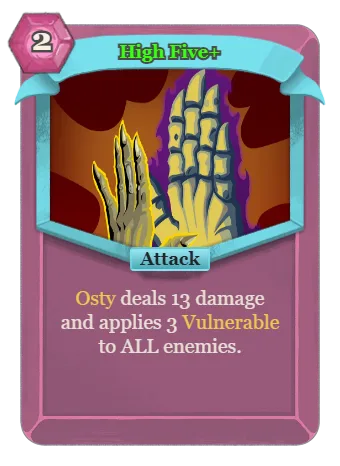 2
High Five+
Attack
Osty deals 13 damage
and applies 3 Vulnerable
to ALL enemies.